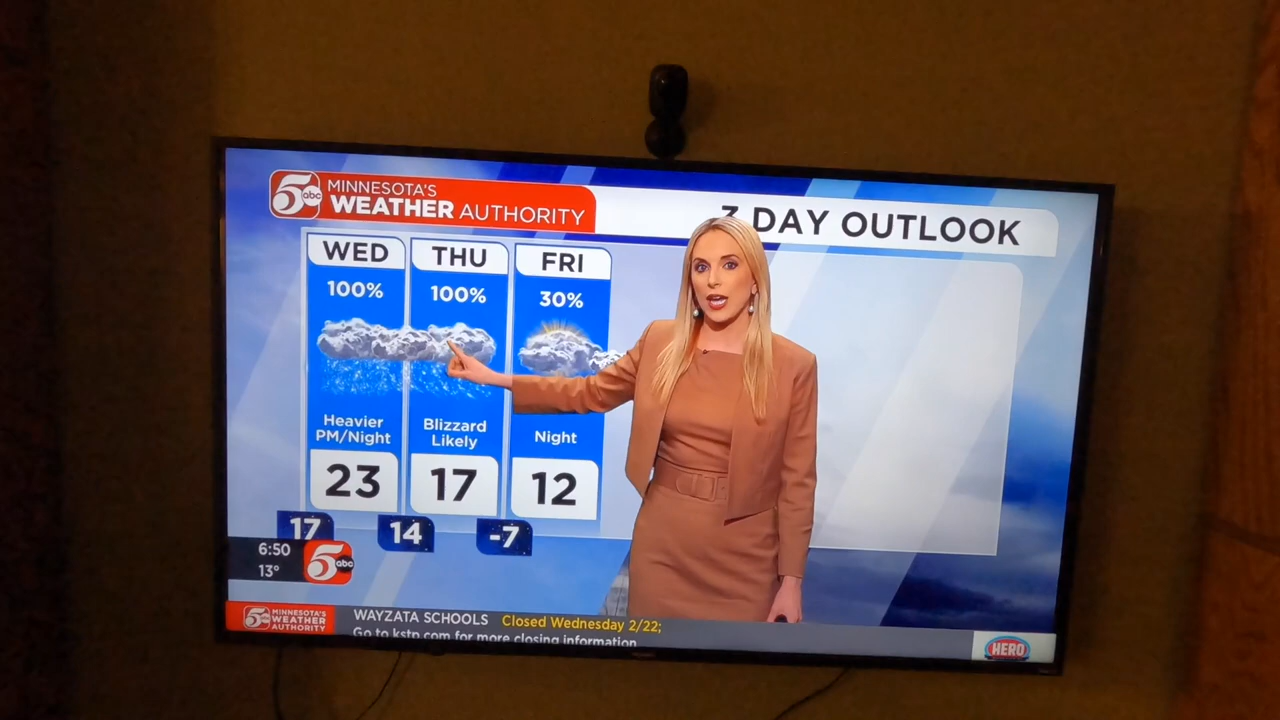 5 abc
MINNESOTA'S
WEATHER AUTHORITY
3 DAY OUTLOOK
WED THU FRI
100% 100% 30%
Heavier
PM/Night
Blizzard
Likely
Night
23 17 12
17 14 -7
6:50
13°
5 abc
5 abc MINNESOTA'S
WEATHER
AUTHORITY
WAYZATA SCHOOLS Closed Wednesday 2/22;
Go to kstp.com for more closing information
HERO